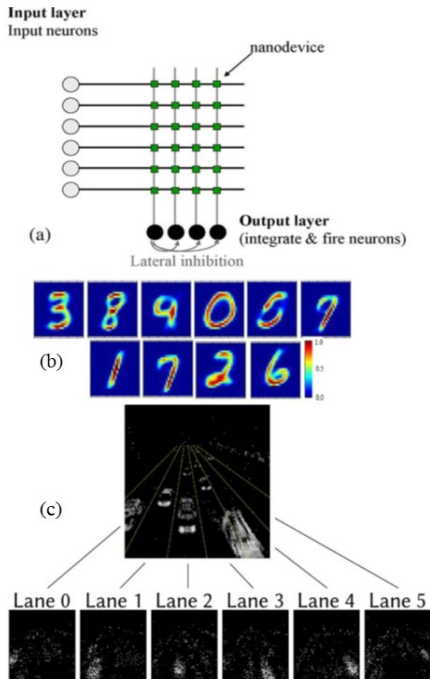 Input layer
Input neurons
nanodevice
(a)
Output layer
(integrate & fire neurons)
Lateral inhibition
(b)
1.0
0.5
0.0
(c)
Lane 0 Lane 1 Lane 2 Lane 3 Lane 4 Lane 5